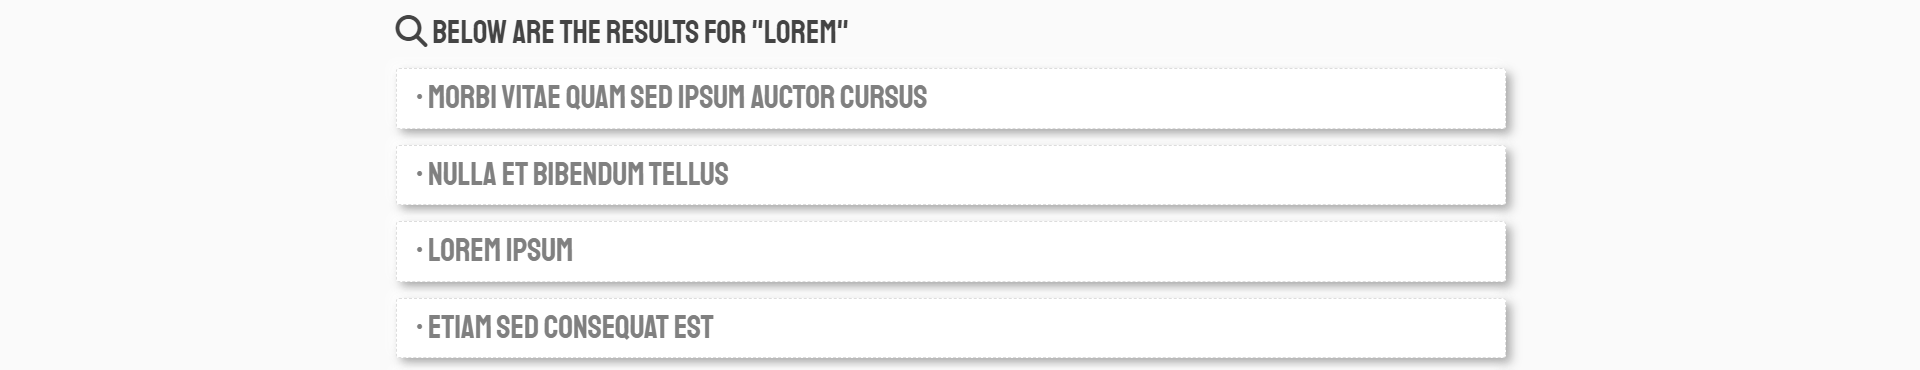 BELOW ARE THE RESULTS FOR "LOREM"
· MORBI VITAE QUAM SED IPSUM AUCTOR CURSUS
· NULLA ET BIBENDUM TELLUS
· LOREM IPSUM
· ETIAM SED CONSEQUAT EST